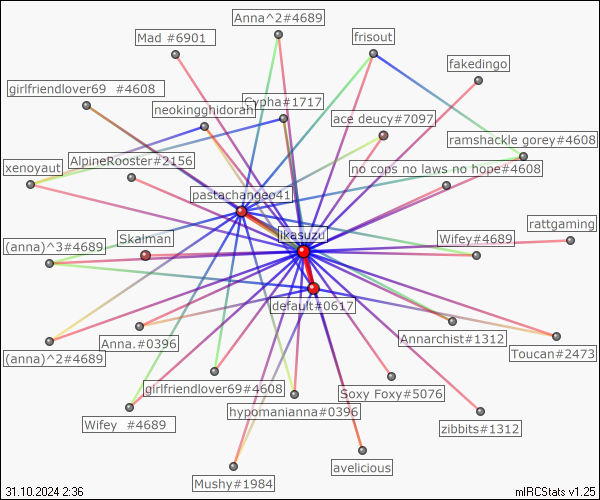 Anna^2#4689
Mad #6901
frisout
fakedingo
girlfriendlover69 #4608
neokingghidorah
Cypha#1717
ace deucy#7097
ramshackle gorey#4608
xenoyaut
AlpineRooster#2156
no cops no laws no hope#4608
pastachangeo41
rattgaming
(anna)^3#4689
Skalman
ikasuzu
Wifey#4689
default#0617
Anna.#0396
Annarchist#1312
(anna)^2#4689
Toucan#2473
girlfriendlover69#4608
Soxy Foxy#5076
hypomanianna#0396
Wifey #4689
zibbits#1312
avelicious
Mushy#1984
31.10.2024 2:36
mIRCStats v1.25